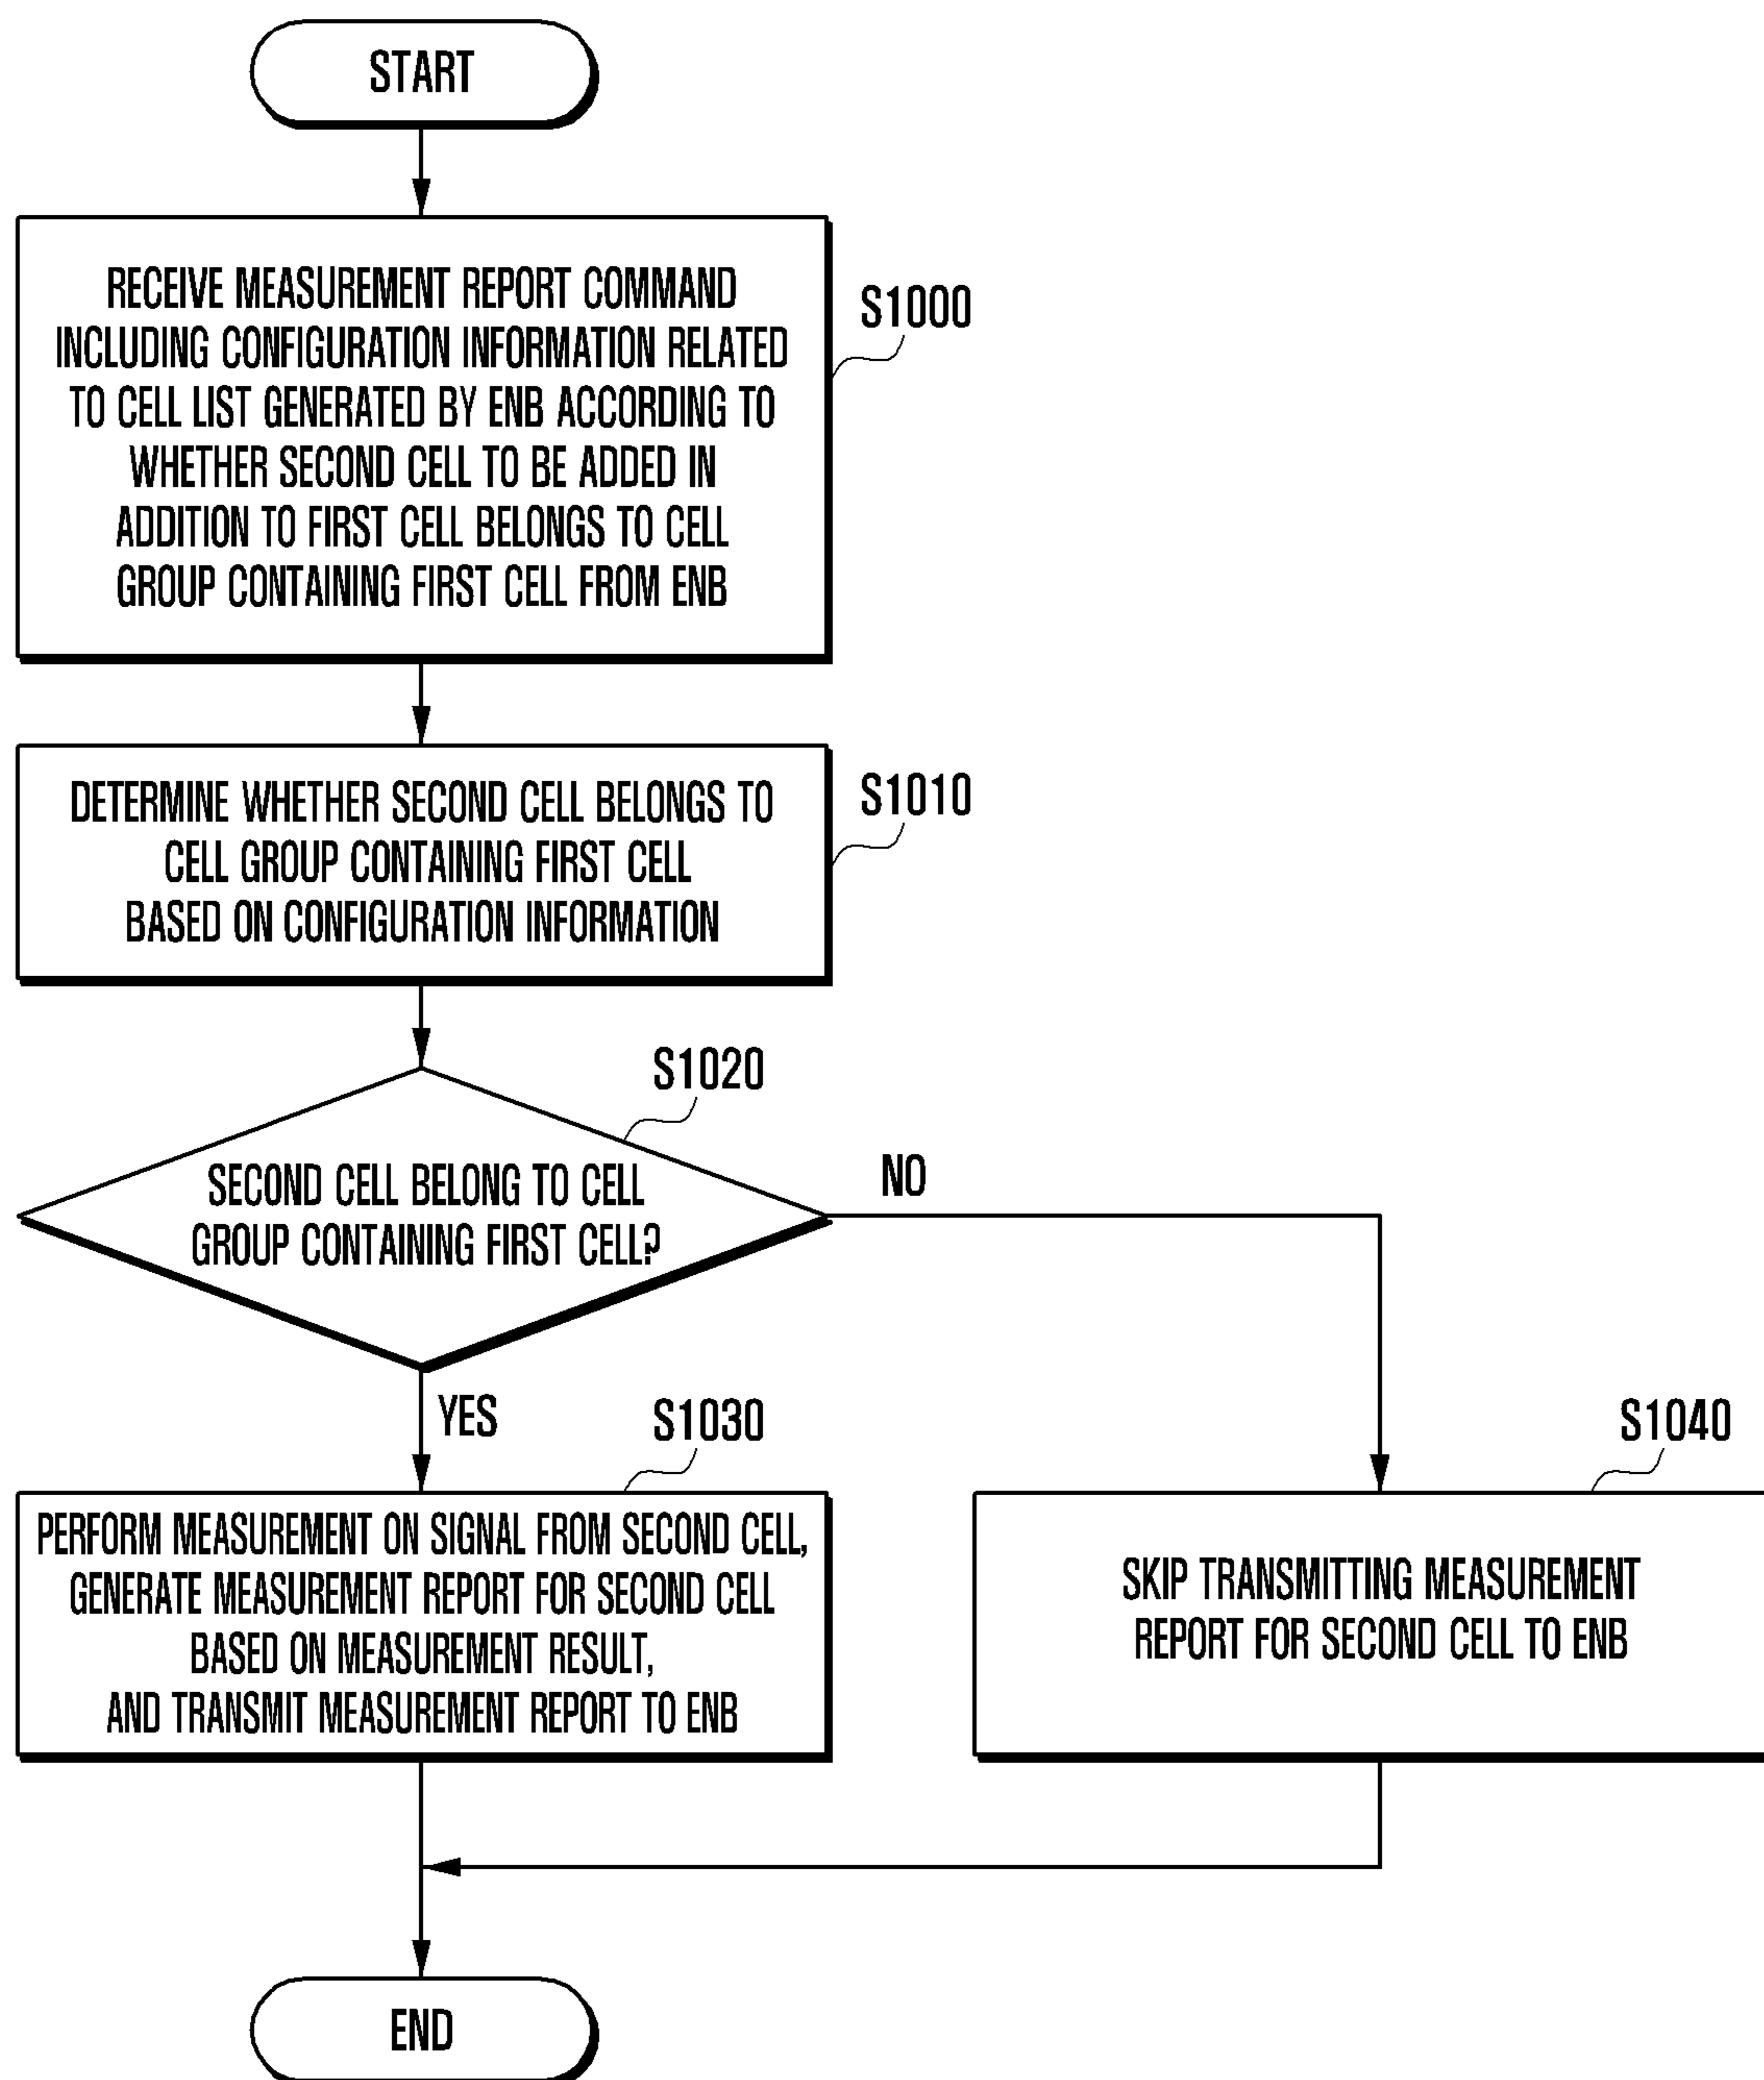 START
RECEIVE MEASUREMENT REPORT COMMAND
INCLUDING CONFIGURATION INFORMATION RELATED
TO CELL LIST GENERATED BY ENB ACCORDING TO
WHETHER SECOND CELL TO BE ADDED IN
ADDITION TO FIRST CELL BELONGS TO CELL
GROUP CONTAINING FIRST CELL FROM ENB
S1000
DETERMINE WHETHER SECOND CELL BELONGS TO
CELL GROUP CONTAINING FIRST CELL
BASED ON CONFIGURATION INFORMATION
S1010
S1020
SECOND CELL BELONG TO CELL
GROUP CONTAINING FIRST CELL?
NO
YES
S1030
PERFORM MEASUREMENT ON SIGNAL FROM SECOND CELL,
GENERATE MEASUREMENT REPORT FOR SECOND CELL
BASED ON MEASUREMENT RESULT,
AND TRANSMIT MEASUREMENT REPORT TO ENB
S1040
SKIP TRANSMITTING MEASUREMENT
REPORT FOR SECOND CELL TO ENB
END